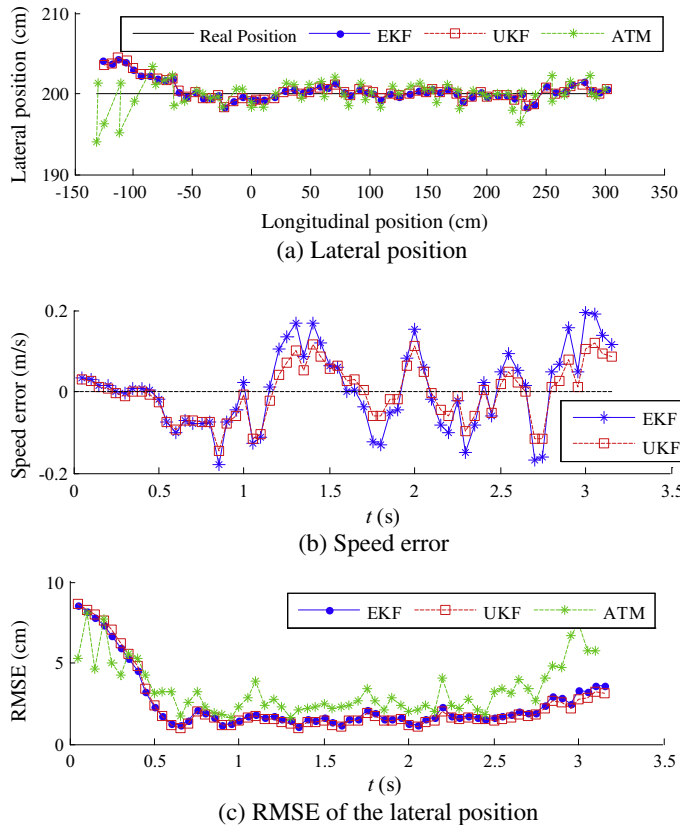 210
Real Position EKF UKF ATM
200
190
Lateral position (cm)
-150 -100 -50 0 50 100 150 200 250 300 350
Longitudinal position (cm)
(a) Lateral position
0.2
0
-0.2
Speed error (m/s)
EKF
UKF
0 0.5 1 1.5 2 2.5 3 3.5
t (s)
(b) Speed error
10
EKF UKF ATM
5
0
RMSE (cm)
0 0.5 1 1.5 2 2.5 3 3.5
t (s)
(c) RMSE of the lateral position